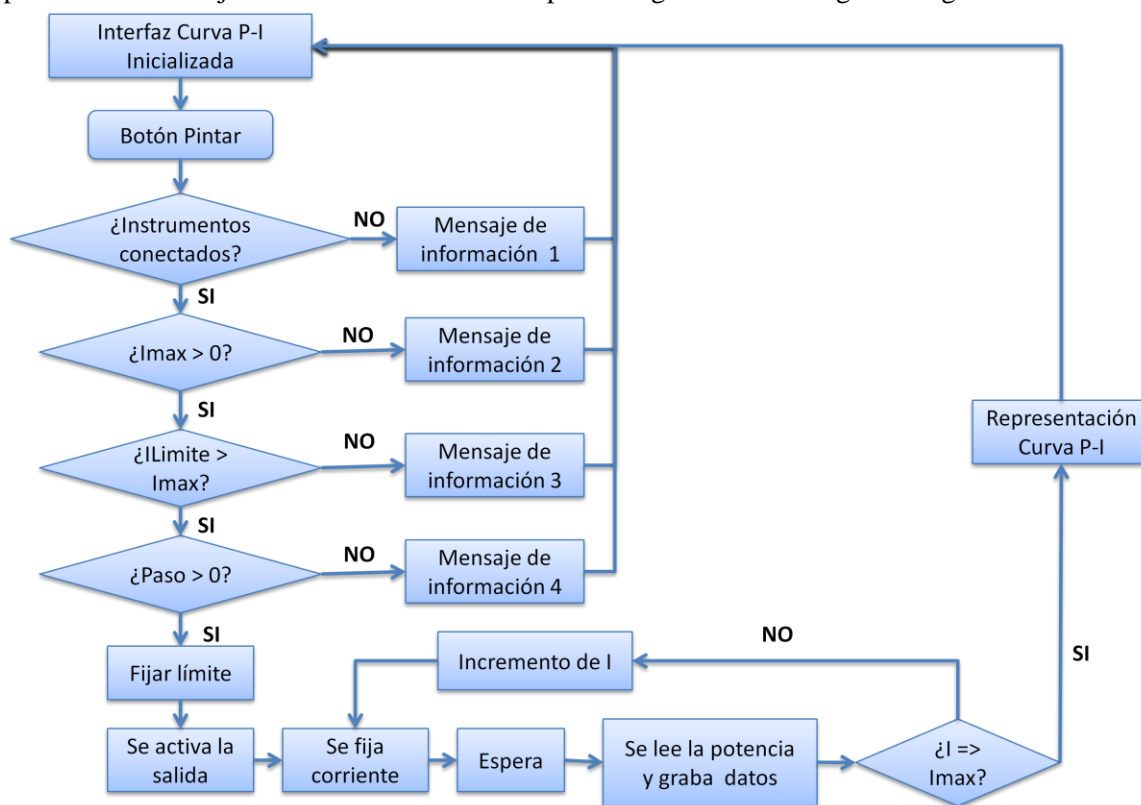 Interfaz Curva P-I
Inicializada
Botón Pintar
¿Instrumentos
conectados?
NO
Mensaje de
información 1
SI
¿Imax > 0?
NO
Mensaje de
información 2
SI
¿ILimite >
Imax?
NO
Mensaje de
información 3
SI
¿Paso > 0?
NO
Mensaje de
información 4
SI
Fijar límite
Se activa la
salida
Se fija
corriente
Espera
Se lee la potencia
y graba datos
¿I =>
Imax?
NO
Incremento de I
SI
Representación
Curva P-I